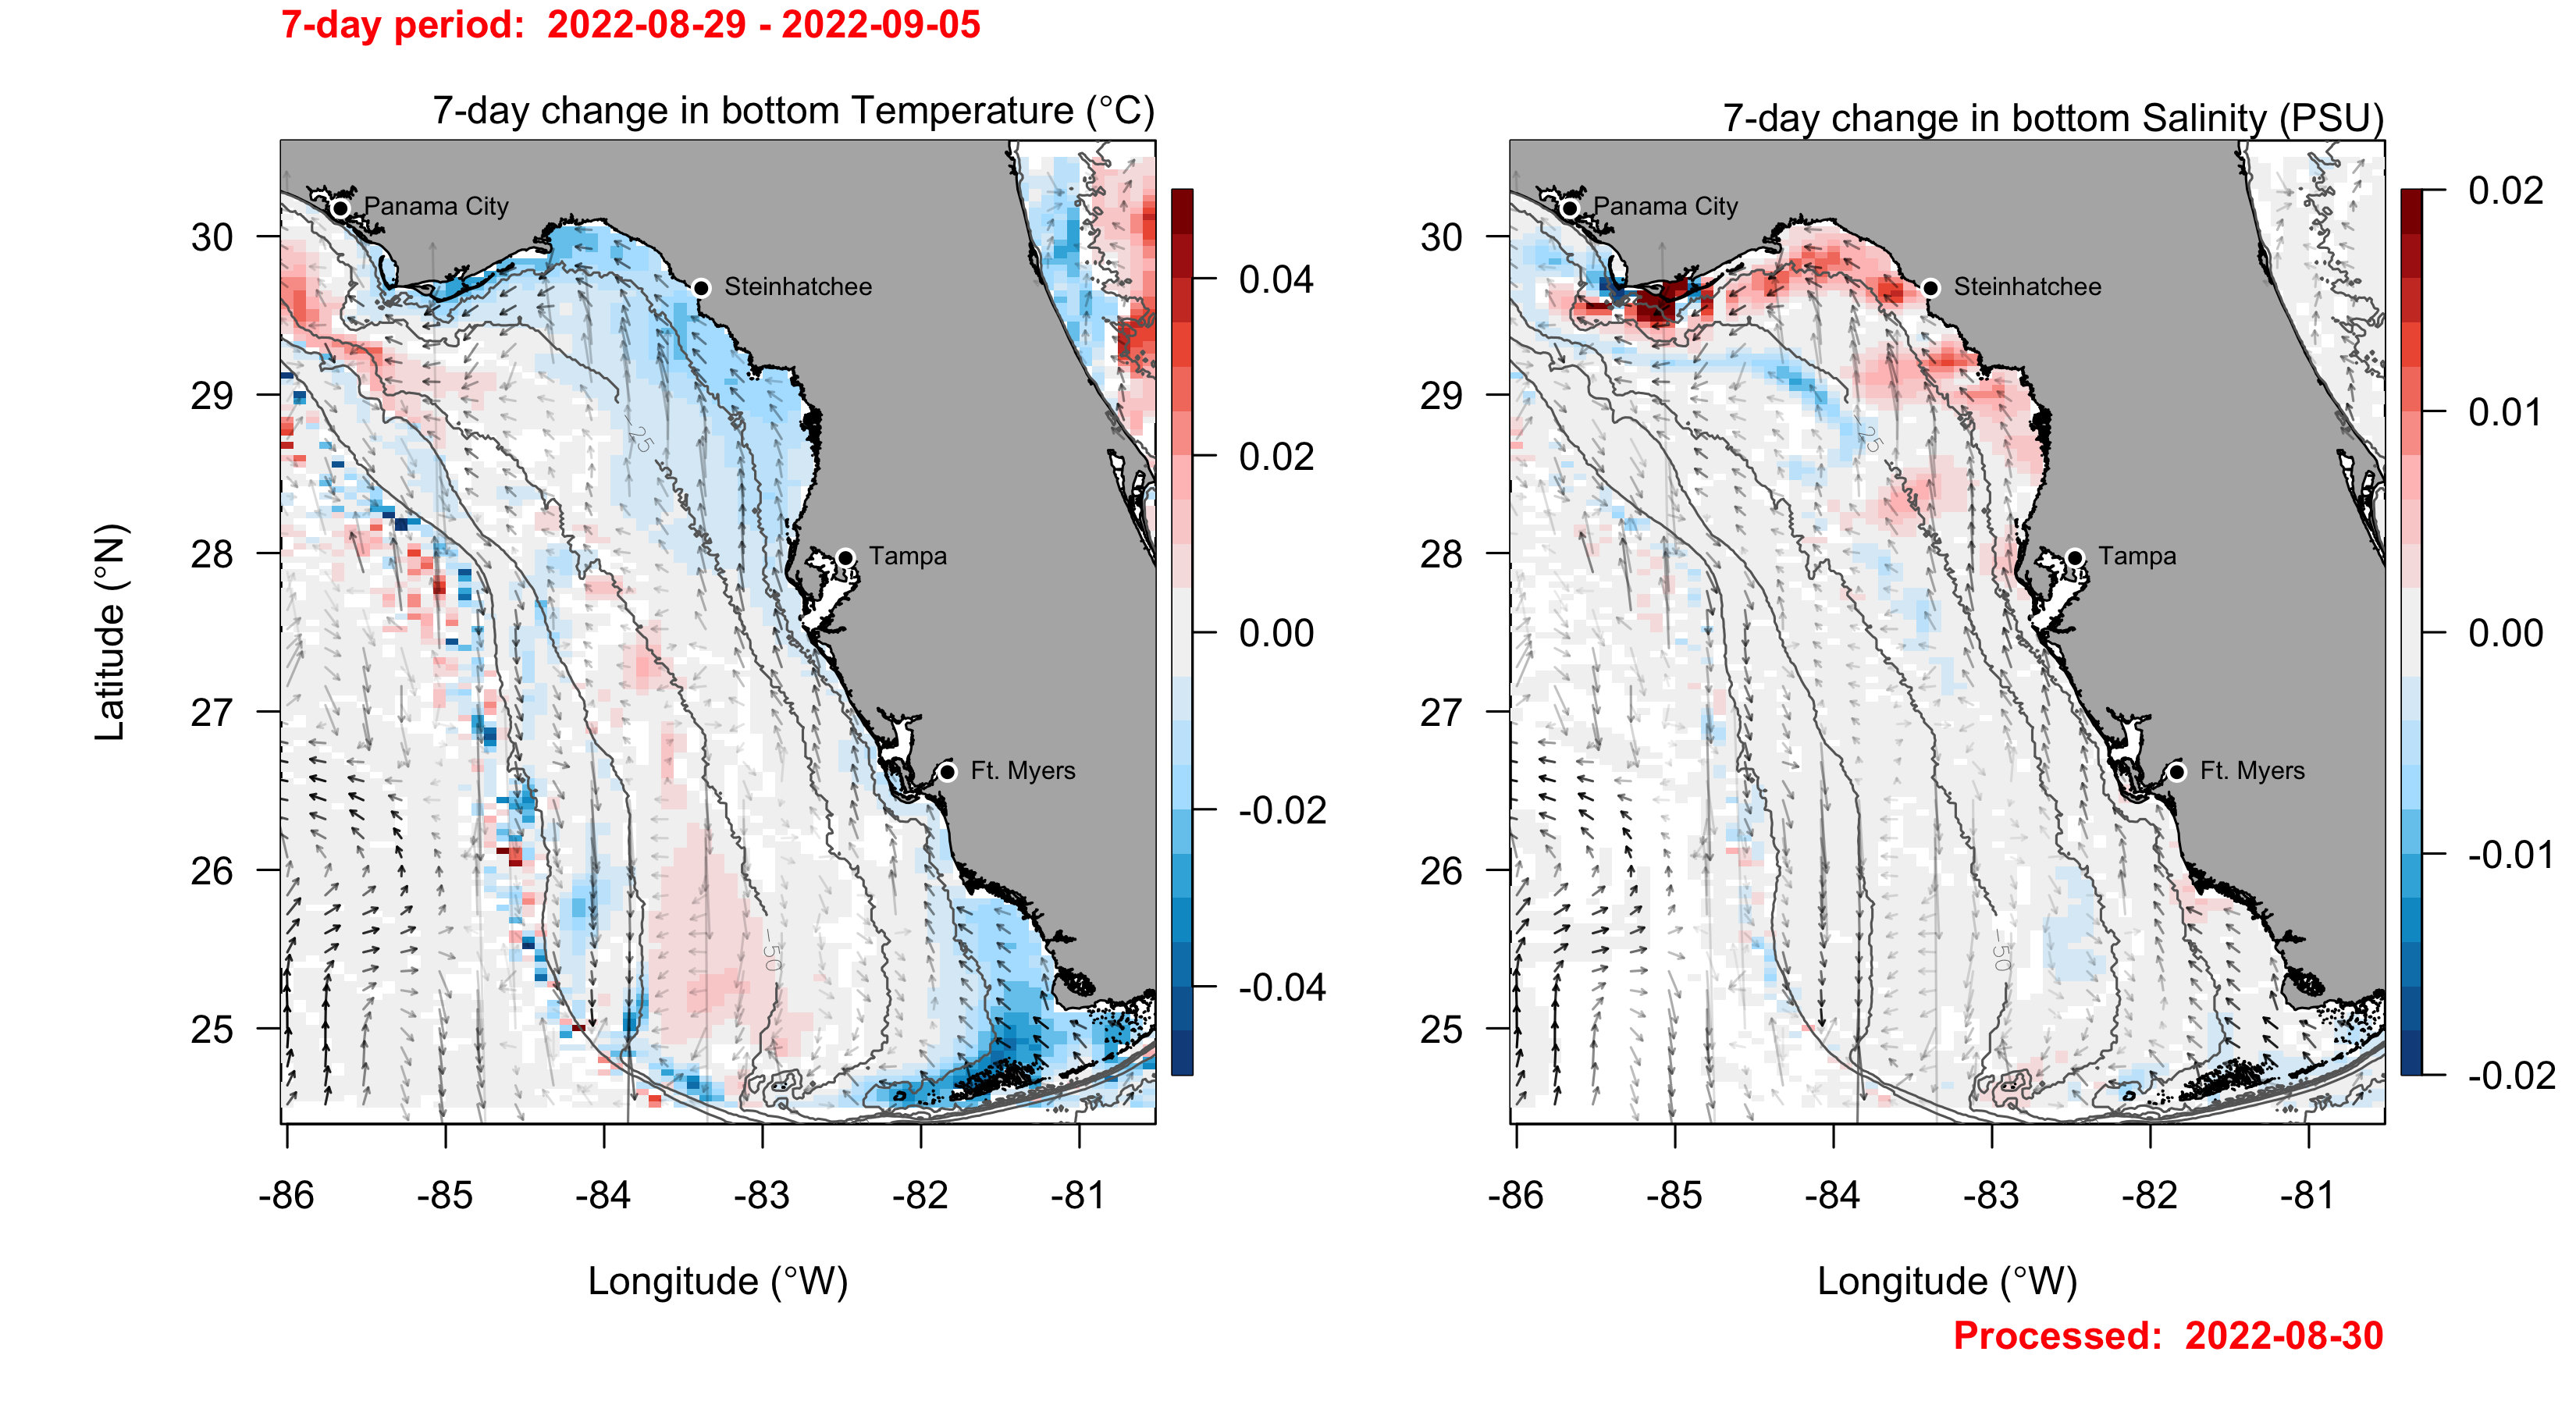 7-day period:  2022-08-29 - 2022-09-05
7-day change in bottom Temperature (°C)
7-day change in bottom Salinity (PSU)
Panama City
Steinhatchee
Tampa
Ft. Myers
-25
-50
30
29
28
27
26
25
Latitude (°N)
-86 -85 -84 -83 -82 -81
Longitude (°W)
0.04
0.02
0.00
-0.02
-0.04
Panama City
Steinhatchee
Tampa
Ft. Myers
-25
-50
30
29
28
27
26
25
-86 -85 -84 -83 -82 -81
Longitude (°W)
0.02
0.01
0.00
-0.01
-0.02
Processed:  2022-08-30